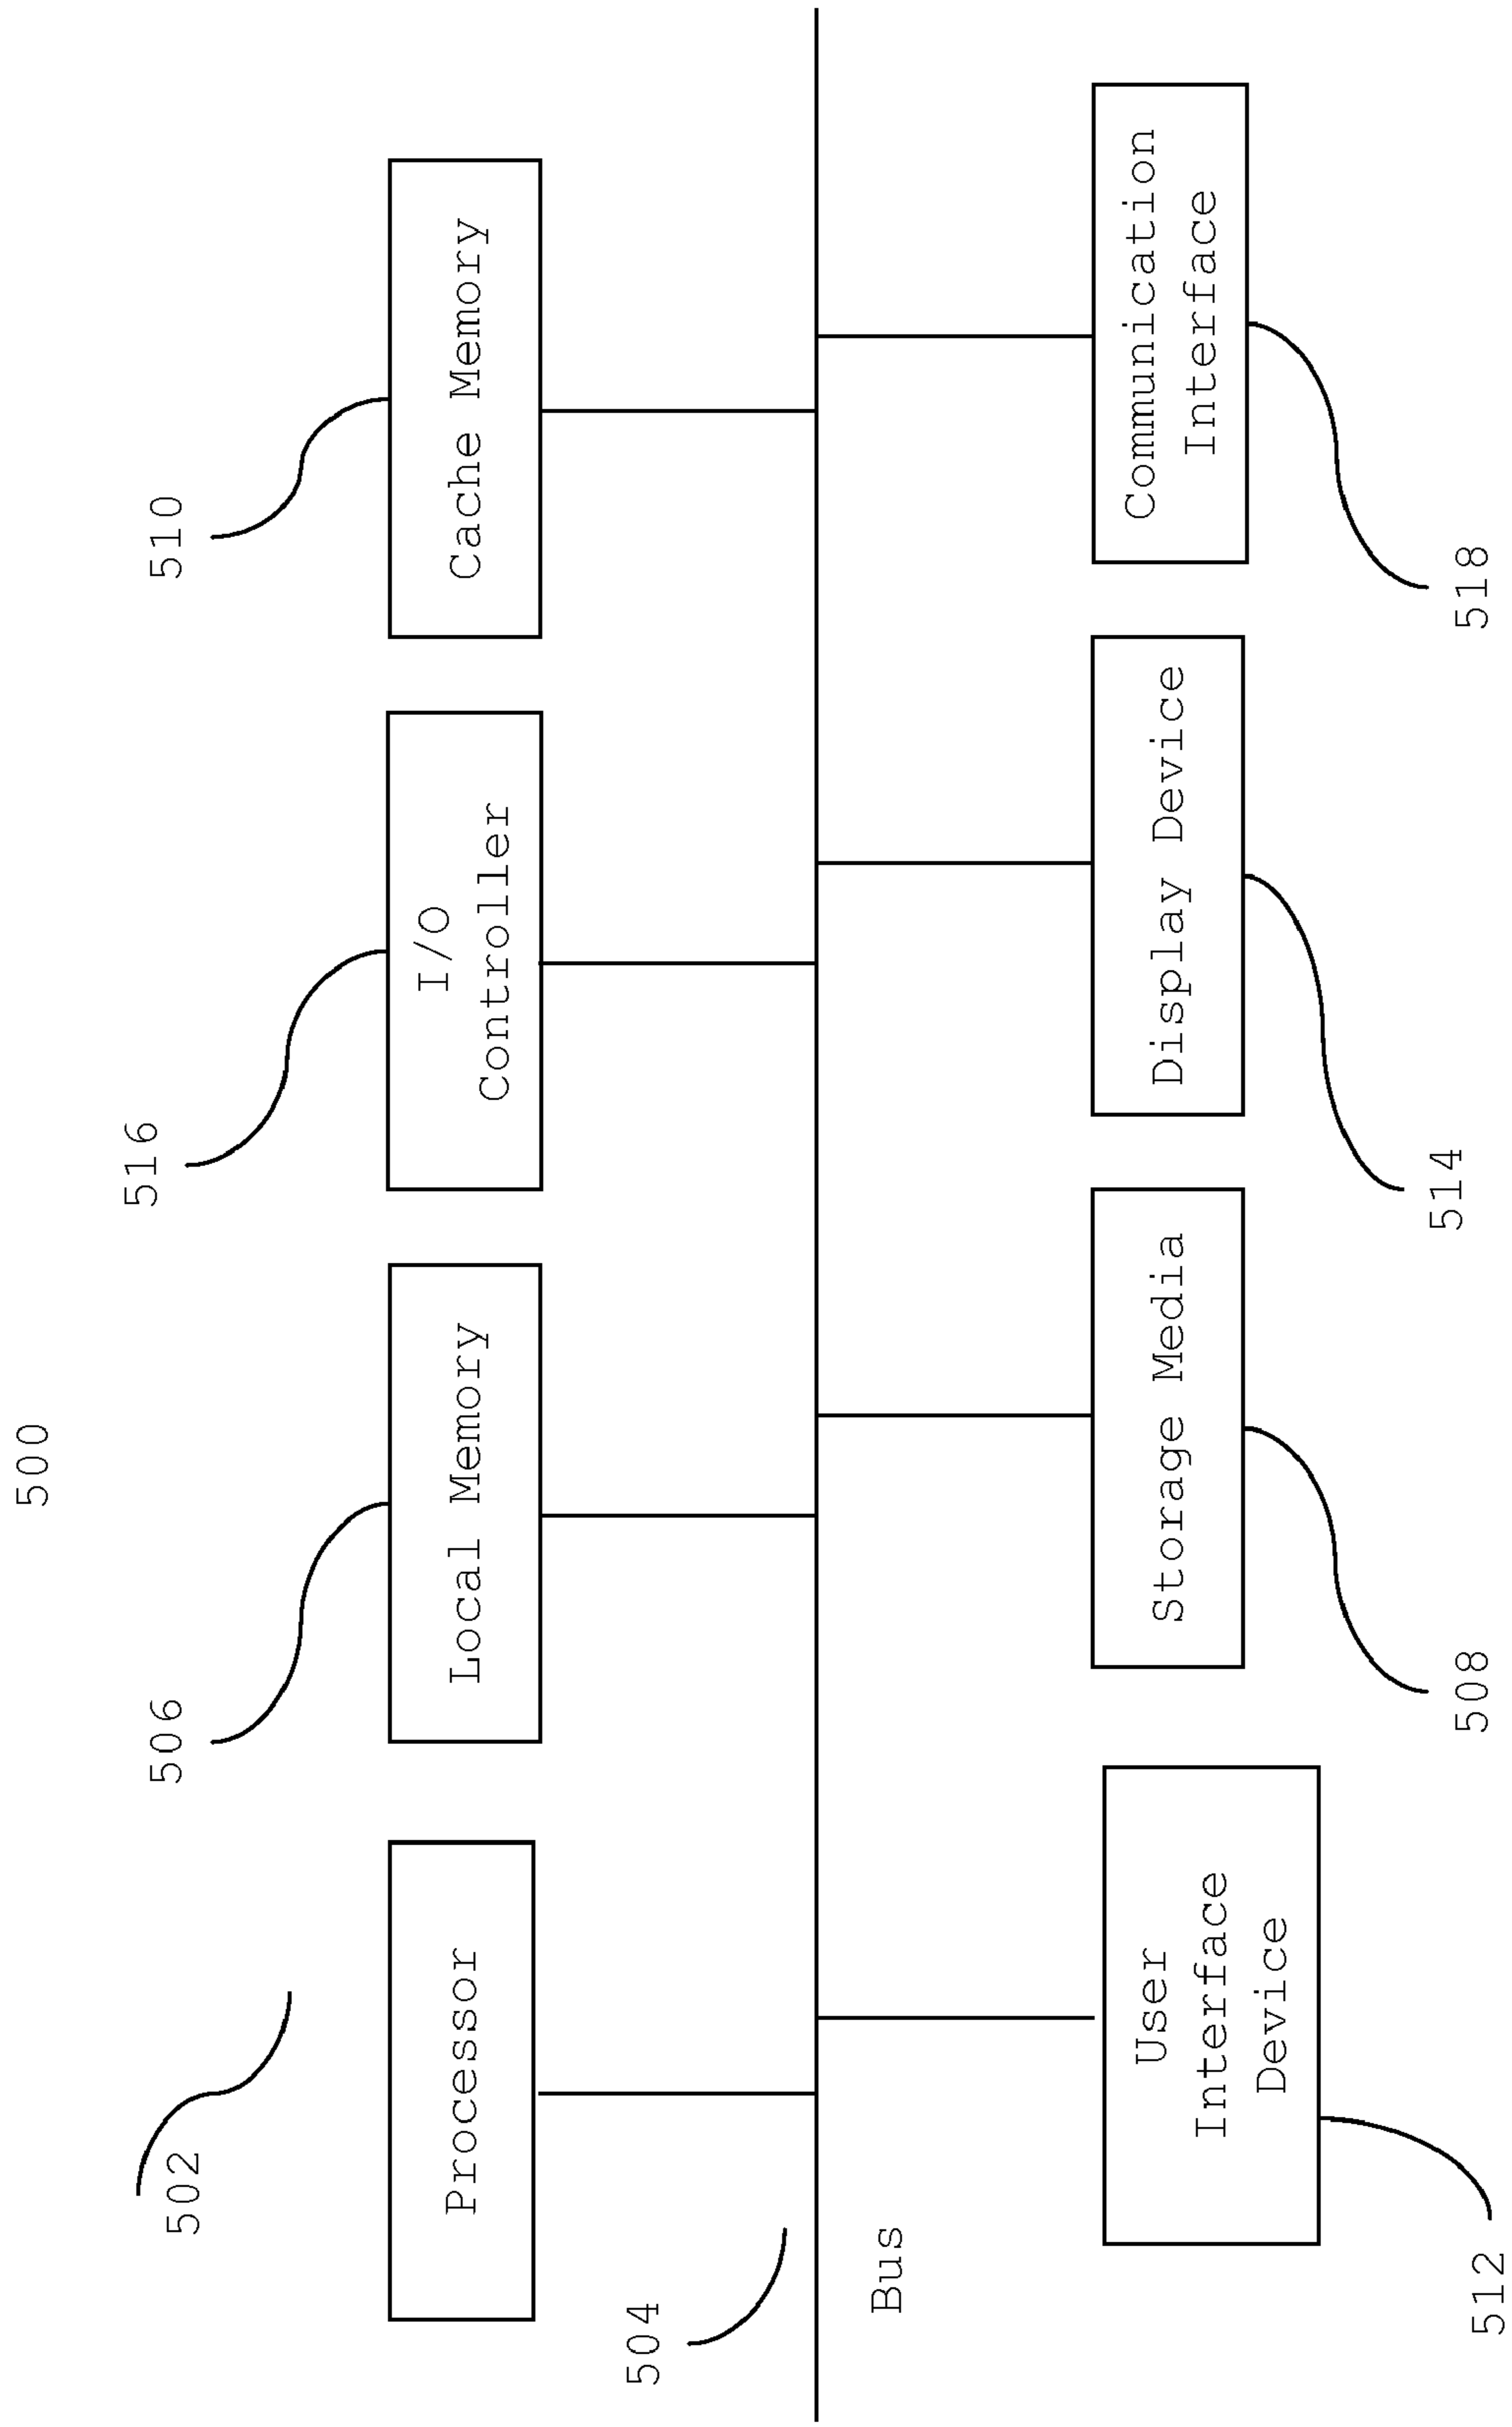 500
502
506
516
510
Processor
Local Memory
I/O
Controller
Cache Memory
504
Bus
User
Interface
Device
Storage Media
Display Device
Communication
Interface
512
508
514
518